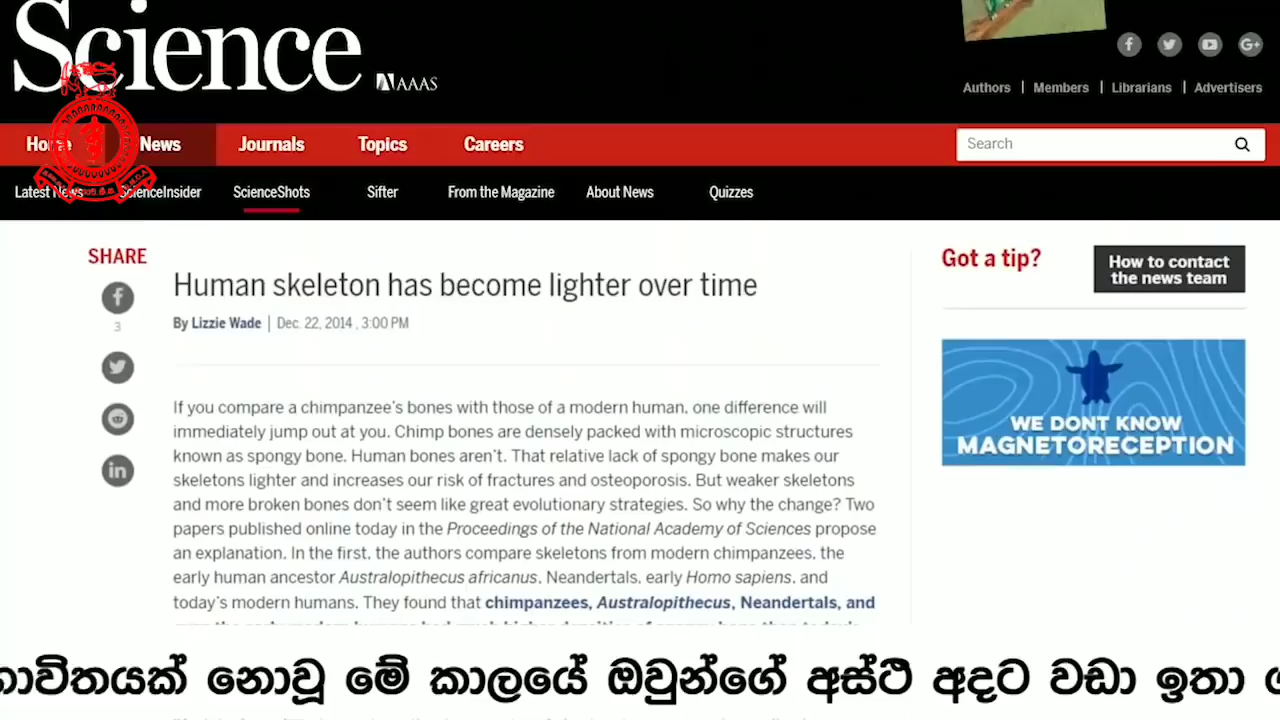 Science
AAAS
Authors | Members | Librarians | Advertisers
Home News Journals Topics Careers
Search
Latest News ScienceInsider ScienceShots Sifter From the Magazine About News Quizzes
SHARE
3
Human skeleton has become lighter over time
By Lizzie Wade | Dec. 22, 2014 , 3:00 PM
If you compare a chimpanzee's bones with those of a modern human, one difference will
immediately jump out at you. Chimp bones are densely packed with microscopic structures
known as spongy bone. Human bones aren't. That relative lack of spongy bone makes our
skeletons lighter and increases our risk of fractures and osteoporosis. But weaker skeletons
and more broken bones don't seem like great evolutionary strategies. So why the change? Two
papers published online today in the Proceedings of the National Academy of Sciences propose
an explanation. In the first, the authors compare skeletons from modern chimpanzees, the
early human ancestor Australopithecus africanus, Neandertals, early Homo sapiens, and
today's modern humans. They found that chimpanzees, Australopithecus, Neandertals, and
Got a tip?
How to contact
the news team
WE DONT KNOW
MAGNETORECEPTION
නොවූ මේ කාලයේ ඔවුන්ගේ අස්ථි අදට වඩා ඉතා